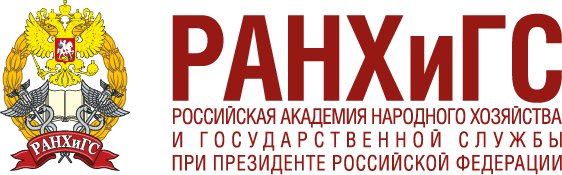 РАНХиГС
РОССИЙСКАЯ АКАДЕМИЯ НАРОДНОГО ХОЗЯЙСТВА
И ГОСУДАРСТВЕННОЙ СЛУЖБЫ
ПРИ ПРЕЗИДЕНТЕ РОССИЙСКОЙ ФЕДЕРАЦИИ
РАНХиГС